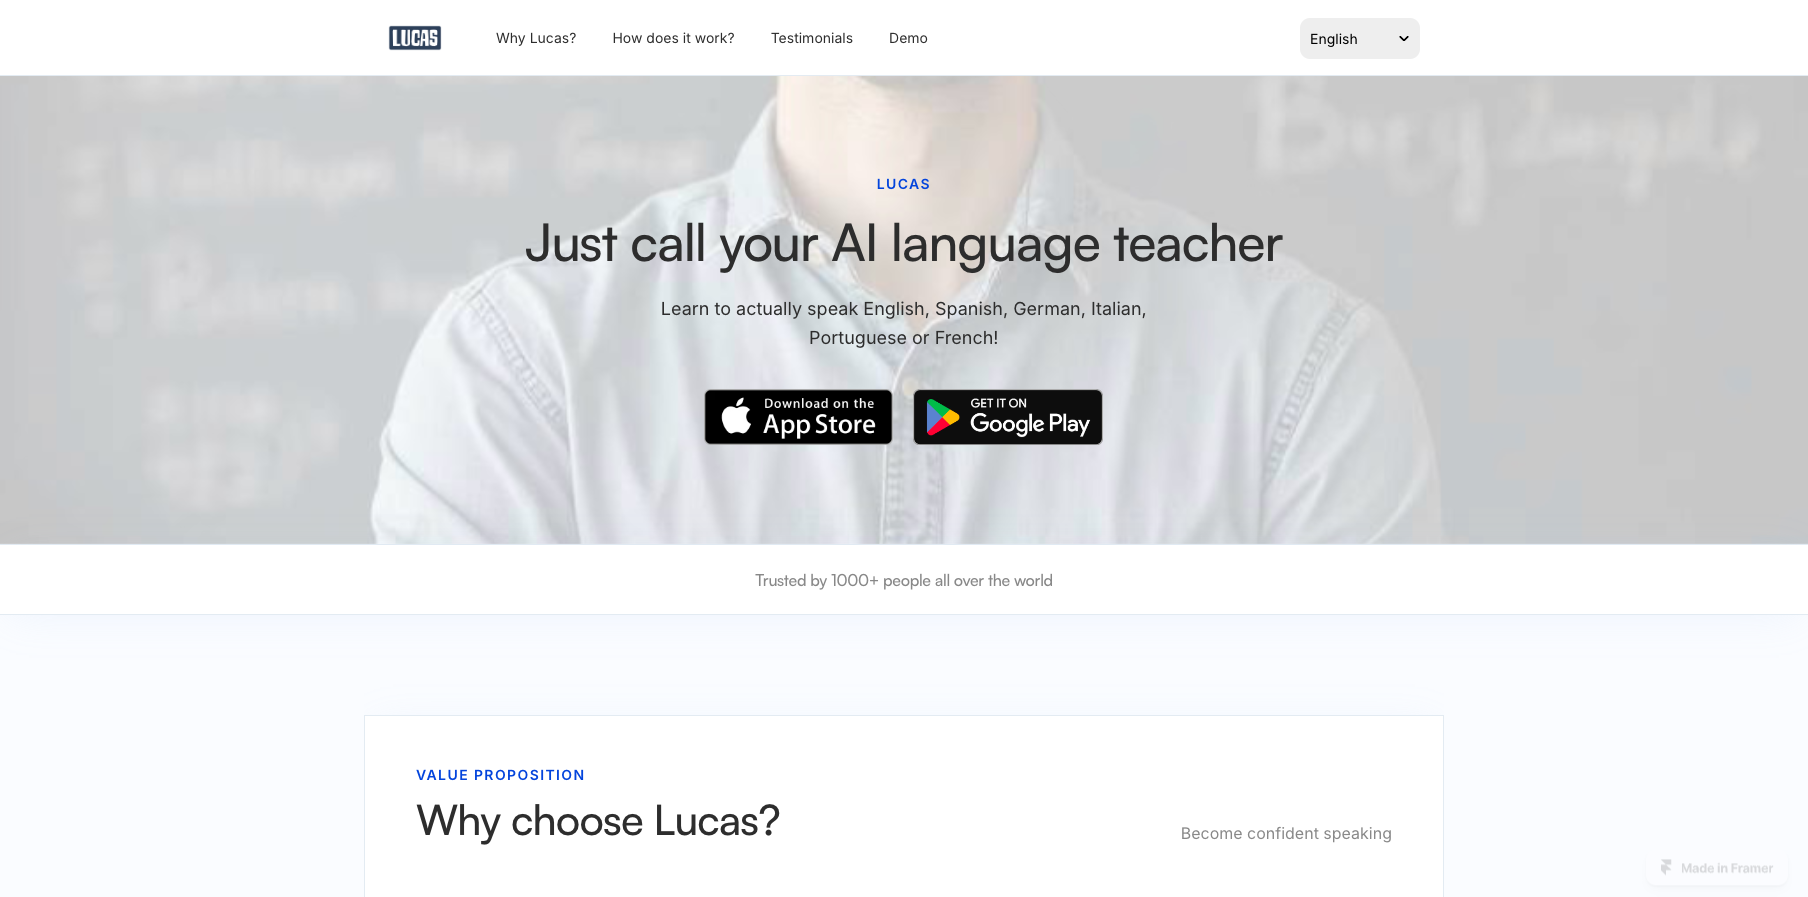 LUCAS
Why Lucas?
How does it work?
Testimonials
Demo
English
LUCAS
Just call your AI language teacher
Learn to actually speak English, Spanish, German, Italian,
Portuguese or French!
Download on the
App Store
GET IT ON
Google Play
Trusted by 1000+ people all over the world
VALUE PROPOSITION
Why choose Lucas?
Become confident speaking
Made in Framer